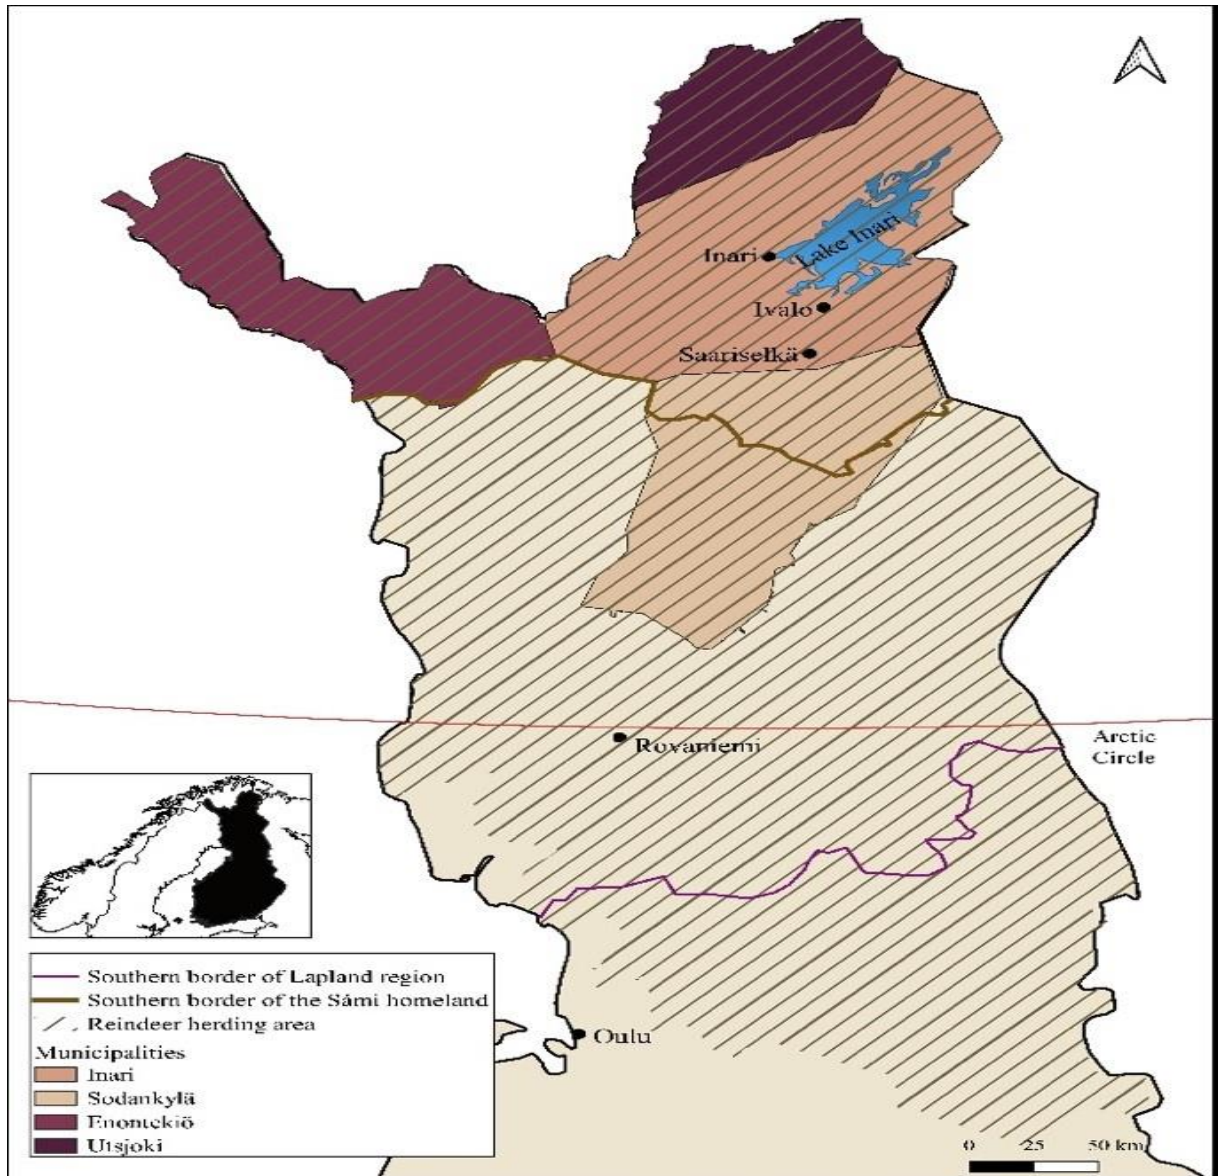 Lake Inari
Inari
Ivalo
Saariselkä
Rovaniemi
Arctic
Circle
Oulu
Southern border of Lapland region
Southern border of the Sámi homeland
Reindeer herding area
Municipalities
Inari
Sodankylä
Enontekiö
Utsjoki
0 25 50 km